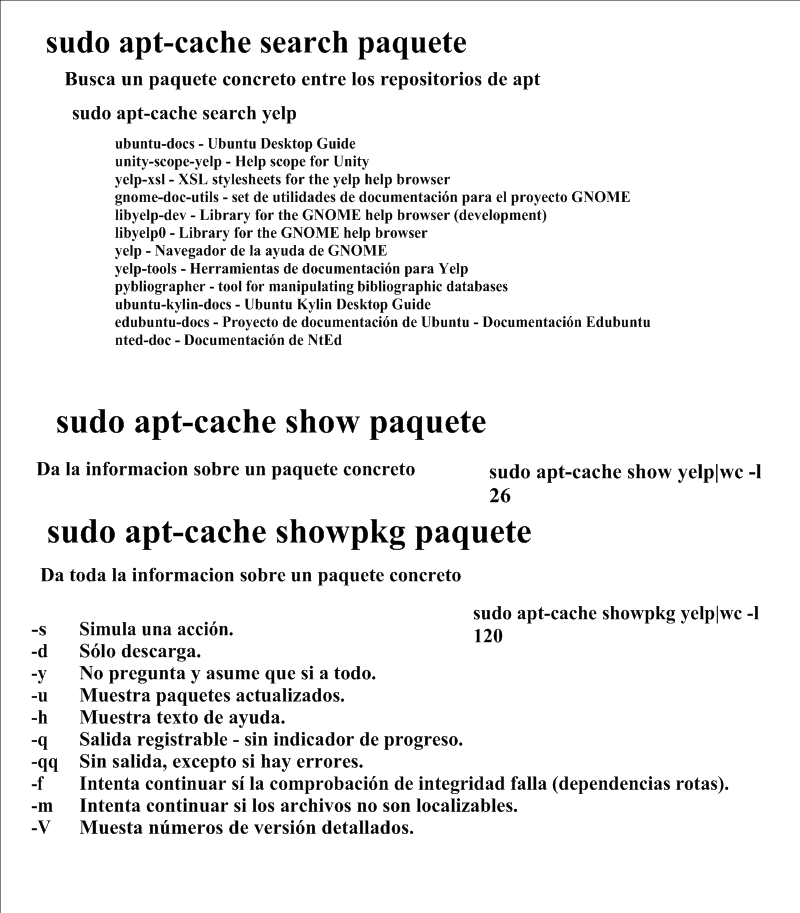 sudo apt-cache search paquete
Busca un paquete concreto entre los repositorios de apt
sudo apt-cache search yelp
ubuntu-docs - Ubuntu Desktop Guide
unity-scope-yelp - Help scope for Unity
yelp-xsl - XSL stylesheets for the yelp help browser
gnome-doc-utils - set de utilidades de documentación para el proyecto GNOME
libyelp-dev - Library for the GNOME help browser (development)
libyelp0 - Library for the GNOME help browser
yelp - Navegador de la ayuda de GNOME
yelp-tools - Herramientas de documentación para Yelp
pybliographer - tool for manipulating bibliographic databases
ubuntu-kylin-docs - Ubuntu Kylin Desktop Guide
edubuntu-docs - Proyecto de documentación de Ubuntu - Documentación Edubuntu
nted-doc - Documentación de NtEd
sudo apt-cache show paquete
Da la informacion sobre un paquete concreto
sudo apt-cache show yelp|wc -l
26
sudo apt-cache showpkg paquete
Da toda la informacion sobre un paquete concreto
sudo apt-cache showpkg yelp|wc -l
120
-s Simula una acción.
-d Sólo descarga.
-y No pregunta y asume que si a todo.
-u Muestra paquetes actualizados.
-h Muestra texto de ayuda.
-q Salida registrable - sin indicador de progreso.
-qq Sin salida, excepto si hay errores.
-f Intenta continuar sí la comprobación de integridad falla (dependencias rotas).
-m Intenta continuar si los archivos no son localizables.
-V Muesta números de versión detallados.